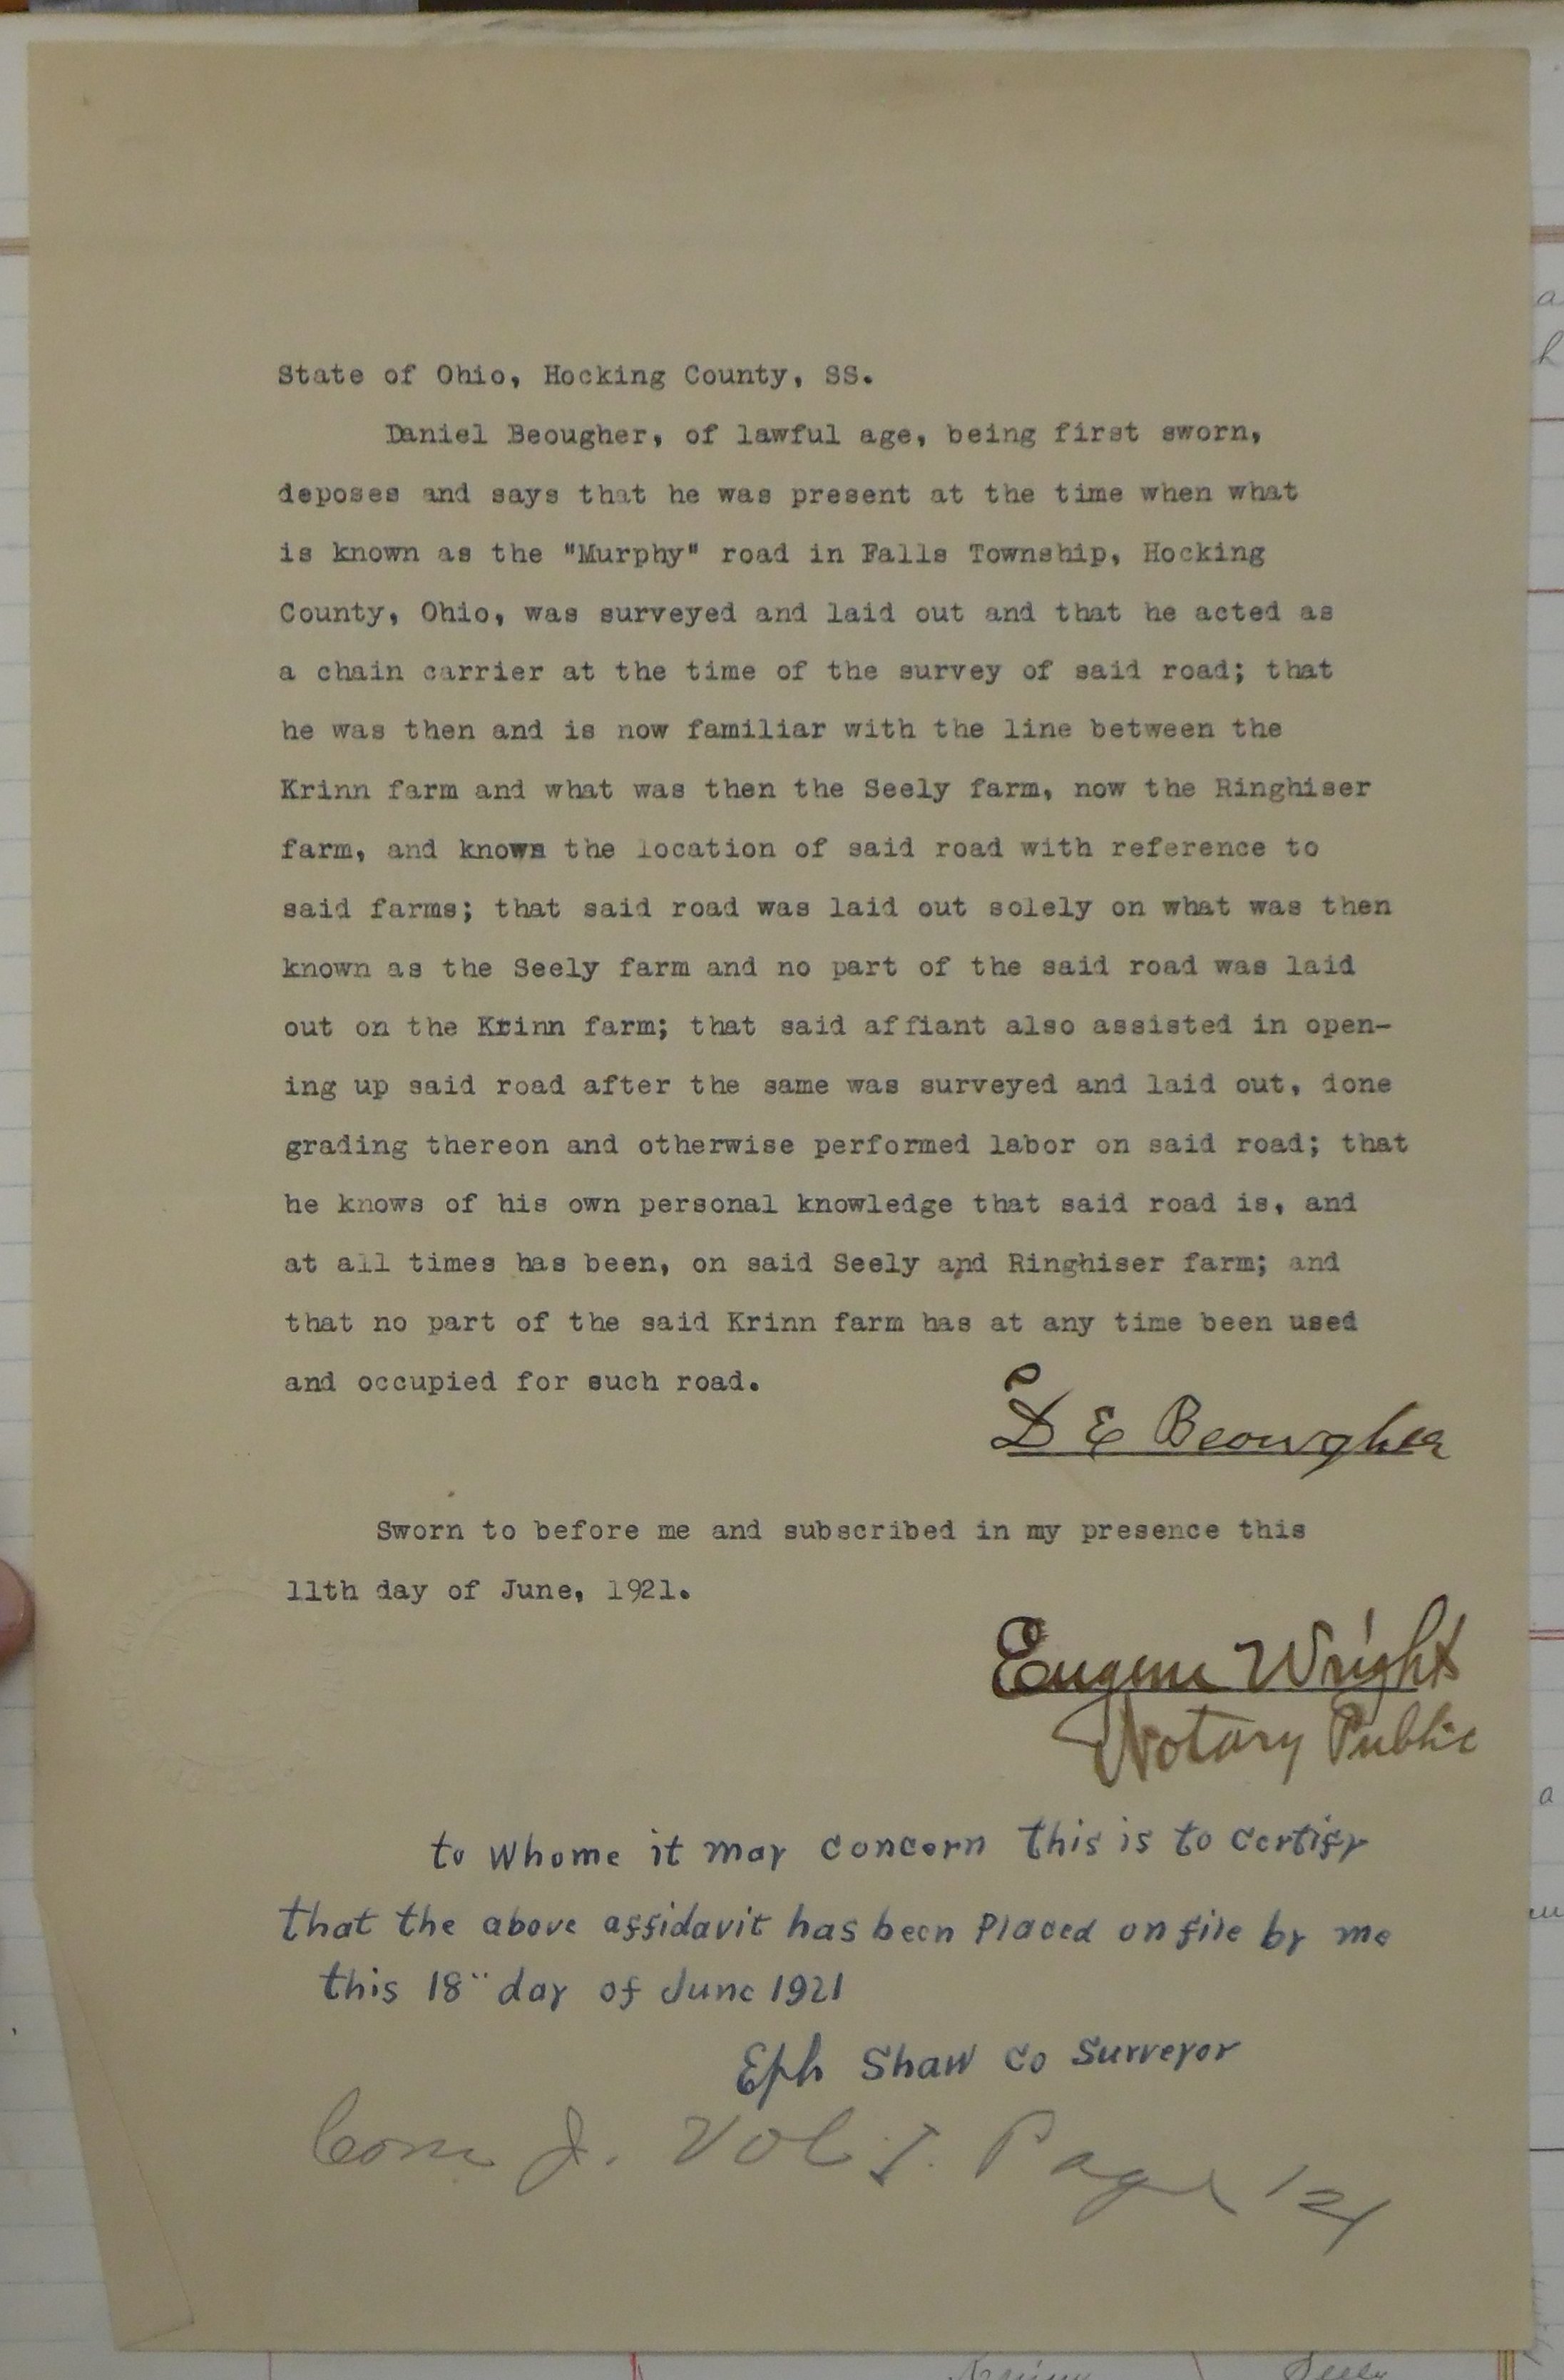 State of Ohio, Hocking County, SS.
Daniel Beougher, of lawful age, being first sworn,
deposes and says that he was present at the time when what
is known as the "Murphy" road in Falls Township, Hocking
County, Ohio, was surveyed and laid out and that he acted as
a chain carrier at the time of the survey of said road; that
he was then and is now familiar with the line between the
Krinn farm and what was then the Seely farm, now the Ringhiser
farm, and knows the location of said road with reference to
said farms; that said road was laid out solely on what was then
known as the Seely farm and no part of the said road was laid
out on the Krinn farm; that said affiant also assisted in open-
ing up said road after the same was surveyed and laid out, done
grading thereon and otherwise performed labor on said road; that
he knows of his own personal knowledge that said road is, and
at all times has been, on said Seely and Ringhiser farm; and
that no part of the said Krinn farm has at any time been used
and occupied for such road.
D E Beougher
Sworn to before me and subscribed in my presence this
11th day of June, 1921.
Eugene Wright
Notary Public
to whome it may concern this is to certify
that the above affidavit has been Placed on file by me
this 18" day of June 1921
Eph Shaw Co Surveyor
Com J. Vol I. Page
Seely